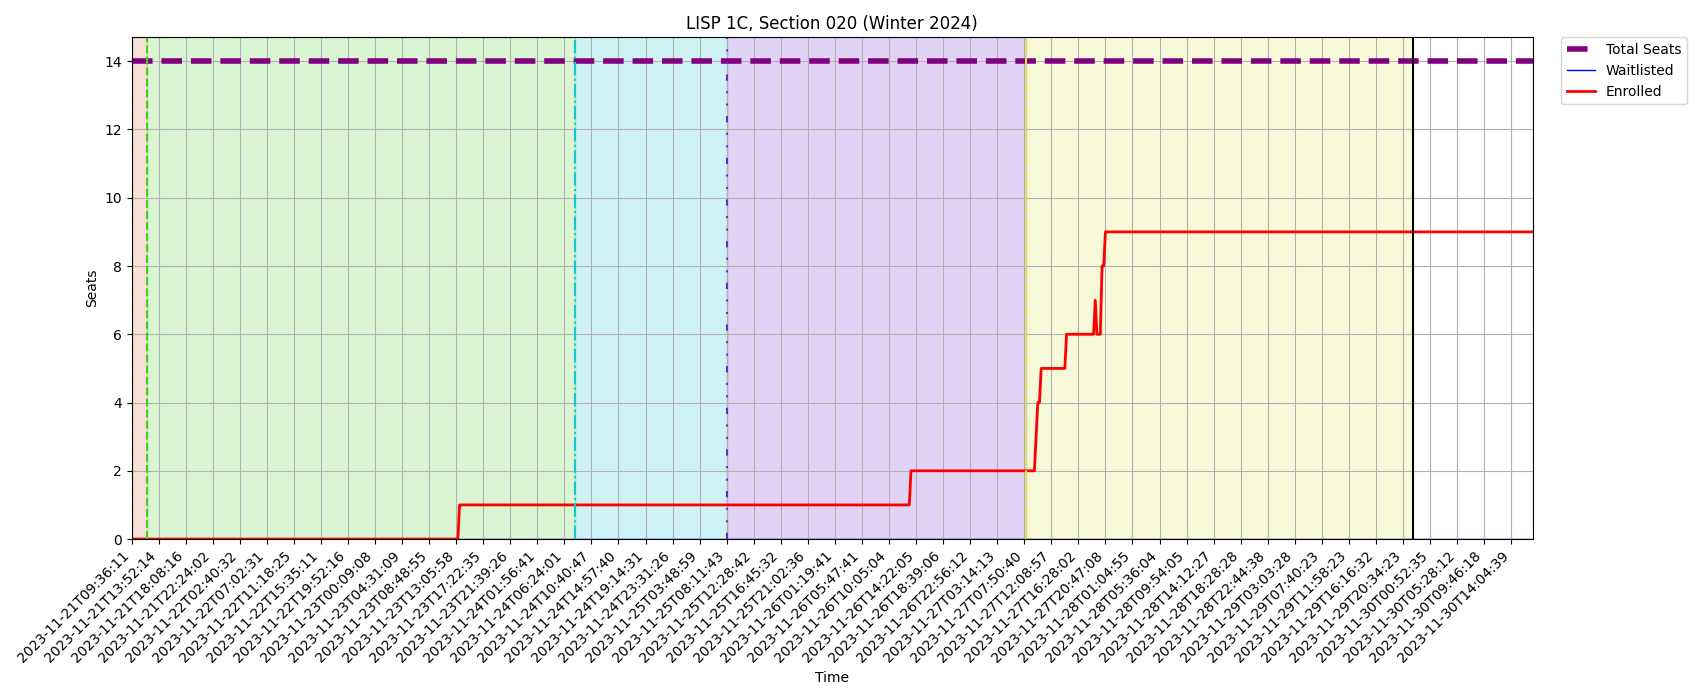 LISP 1C, Section 020 (Winter 2024)
Total Seats
Waitlisted
Enrolled
Seats
14
12
10
8
6
4
2
0
2023-11-21T09:36:11
2023-11-21T13:52:14
2023-11-21T18:08:16
2023-11-21T22:24:02
2023-11-22T02:40:32
2023-11-22T07:02:31
2023-11-22T11:18:25
2023-11-22T15:35:11
2023-11-22T19:52:16
2023-11-23T00:09:08
2023-11-23T04:31:09
2023-11-23T08:48:55
2023-11-23T13:05:58
2023-11-23T17:22:35
2023-11-23T21:39:26
2023-11-24T01:56:41
2023-11-24T06:24:01
2023-11-24T10:40:47
2023-11-24T14:57:40
2023-11-24T19:14:31
2023-11-24T23:31:26
2023-11-25T03:48:59
2023-11-25T08:11:43
2023-11-25T12:28:42
2023-11-25T16:45:32
2023-11-25T21:02:36
2023-11-26T01:19:41
2023-11-26T05:47:41
2023-11-26T10:05:04
2023-11-26T14:22:05
2023-11-26T18:39:06
2023-11-26T22:56:12
2023-11-27T03:14:13
2023-11-27T07:50:40
2023-11-27T12:08:57
2023-11-27T16:28:02
2023-11-27T20:47:08
2023-11-28T01:04:55
2023-11-28T05:36:04
2023-11-28T09:54:05
2023-11-28T14:12:27
2023-11-28T18:28:28
2023-11-28T22:44:38
2023-11-29T03:03:28
2023-11-29T07:40:23
2023-11-29T11:58:23
2023-11-29T16:16:32
2023-11-29T20:34:23
2023-11-30T00:52:35
2023-11-30T05:28:12
2023-11-30T09:46:18
2023-11-30T14:04:39
Time